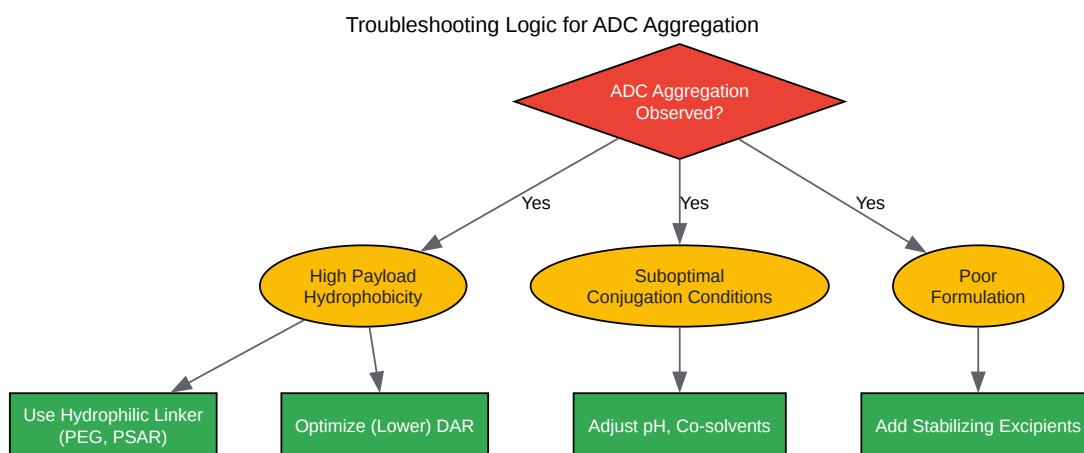 Troubleshooting Logic for ADC Aggregation
ADC Aggregation
Observed?
Yes
Yes
Yes
High Payload
Hydrophobicity
Suboptimal
Conjugation Conditions
Poor
Formulation
Use Hydrophilic Linker
(PEG, PSAR)
Optimize (Lower) DAR
Adjust pH, Co-solvents
Add Stabilizing Excipients